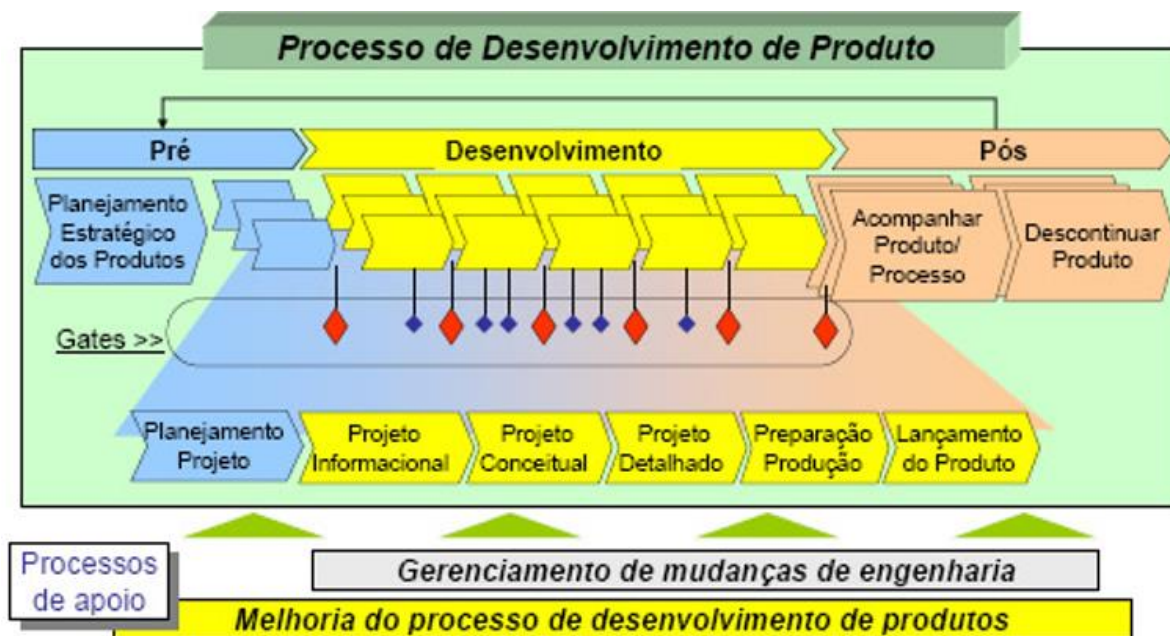 Processo de Desenvolvimento de Produto
Pré
Desenvolvimento
Pós
Planejamento
Estratégico
dos Produtos
Acompanhar
Produto/
Processo
Descontinuar
Produto
Gates >>
Planejamento
Projeto
Projeto
Informacional
Projeto
Conceitual
Projeto
Detalhado
Preparação
Produção
Lançamento
do Produto
Processos
de apoio
Gerenciamento de mudanças de engenharia
Melhoria do processo de desenvolvimento de produtos